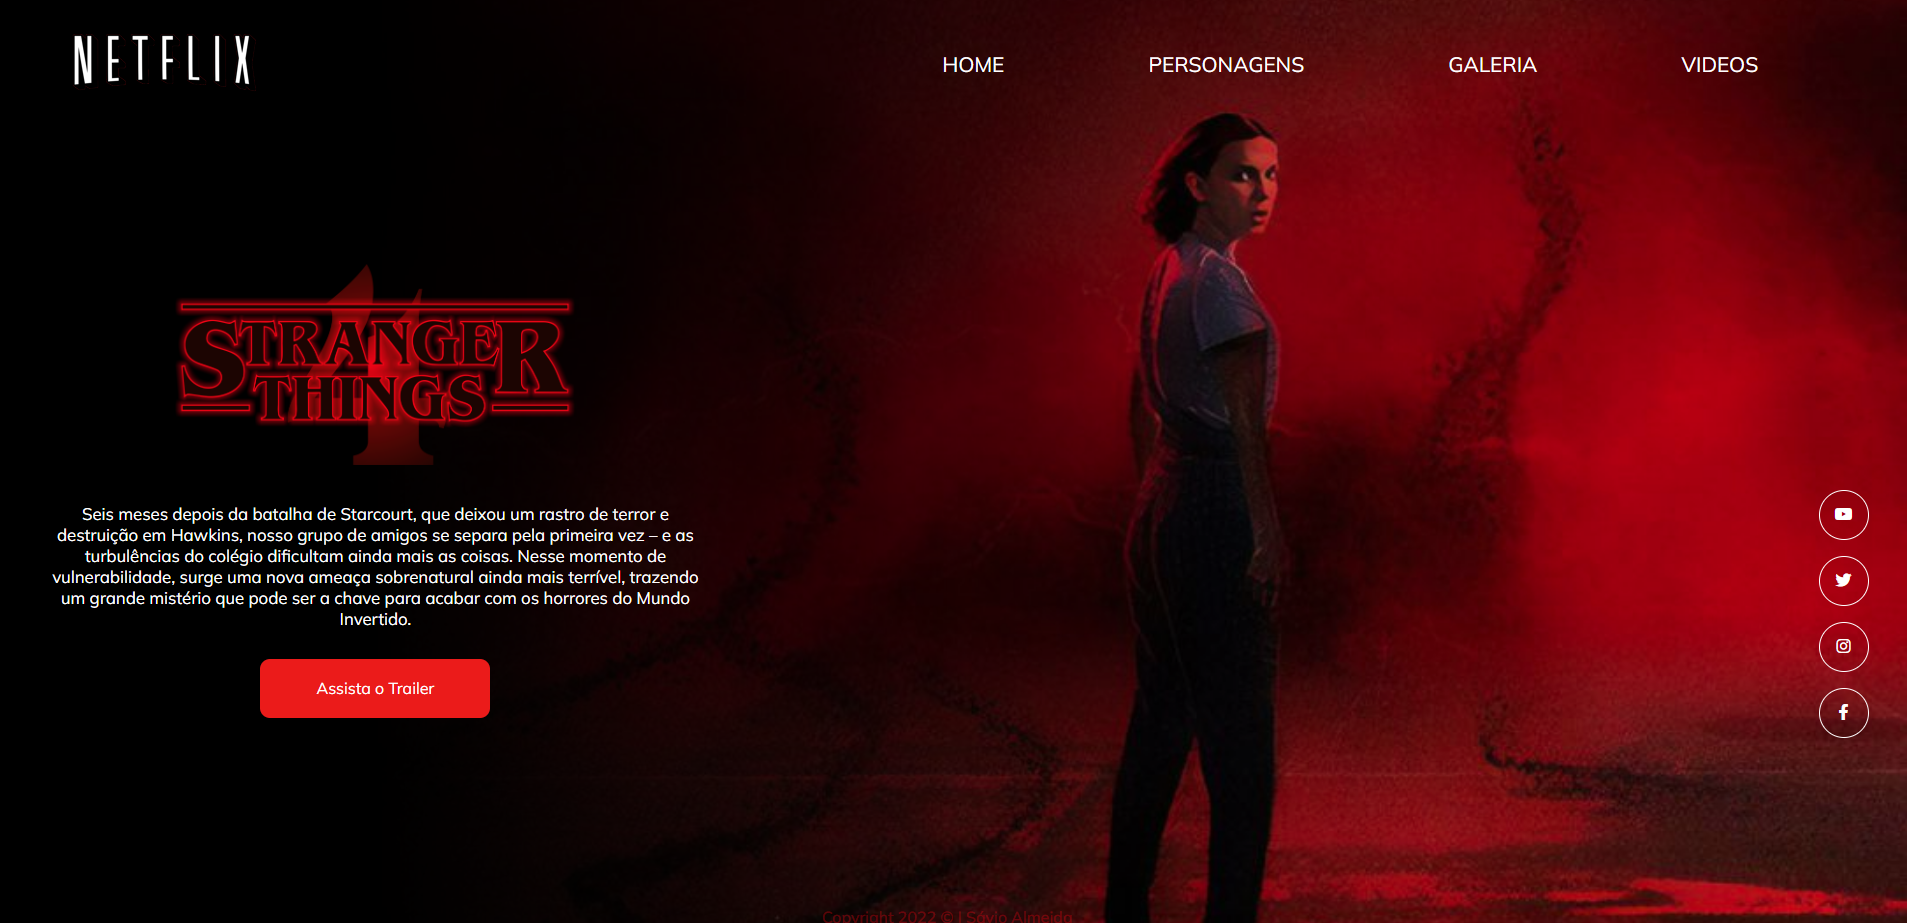 NETFLIX
HOME PERSONAGENS GALERIA VIDEOS
4
STRANGER
THINGS
Seis meses depois da batalha de Starcourt, que deixou um rastro de terror e
destruição em Hawkins, nosso grupo de amigos se separa pela primeira vez – e as
turbulências do colégio dificultam ainda mais as coisas. Nesse momento de
vulnerabilidade, surge uma nova ameaça sobrenatural ainda mais terrível, trazendo
um grande mistério que pode ser a chave para acabar com os horrores do Mundo
Invertido.
Assista o Trailer
Copyright 2022 © | Sávio Almeida